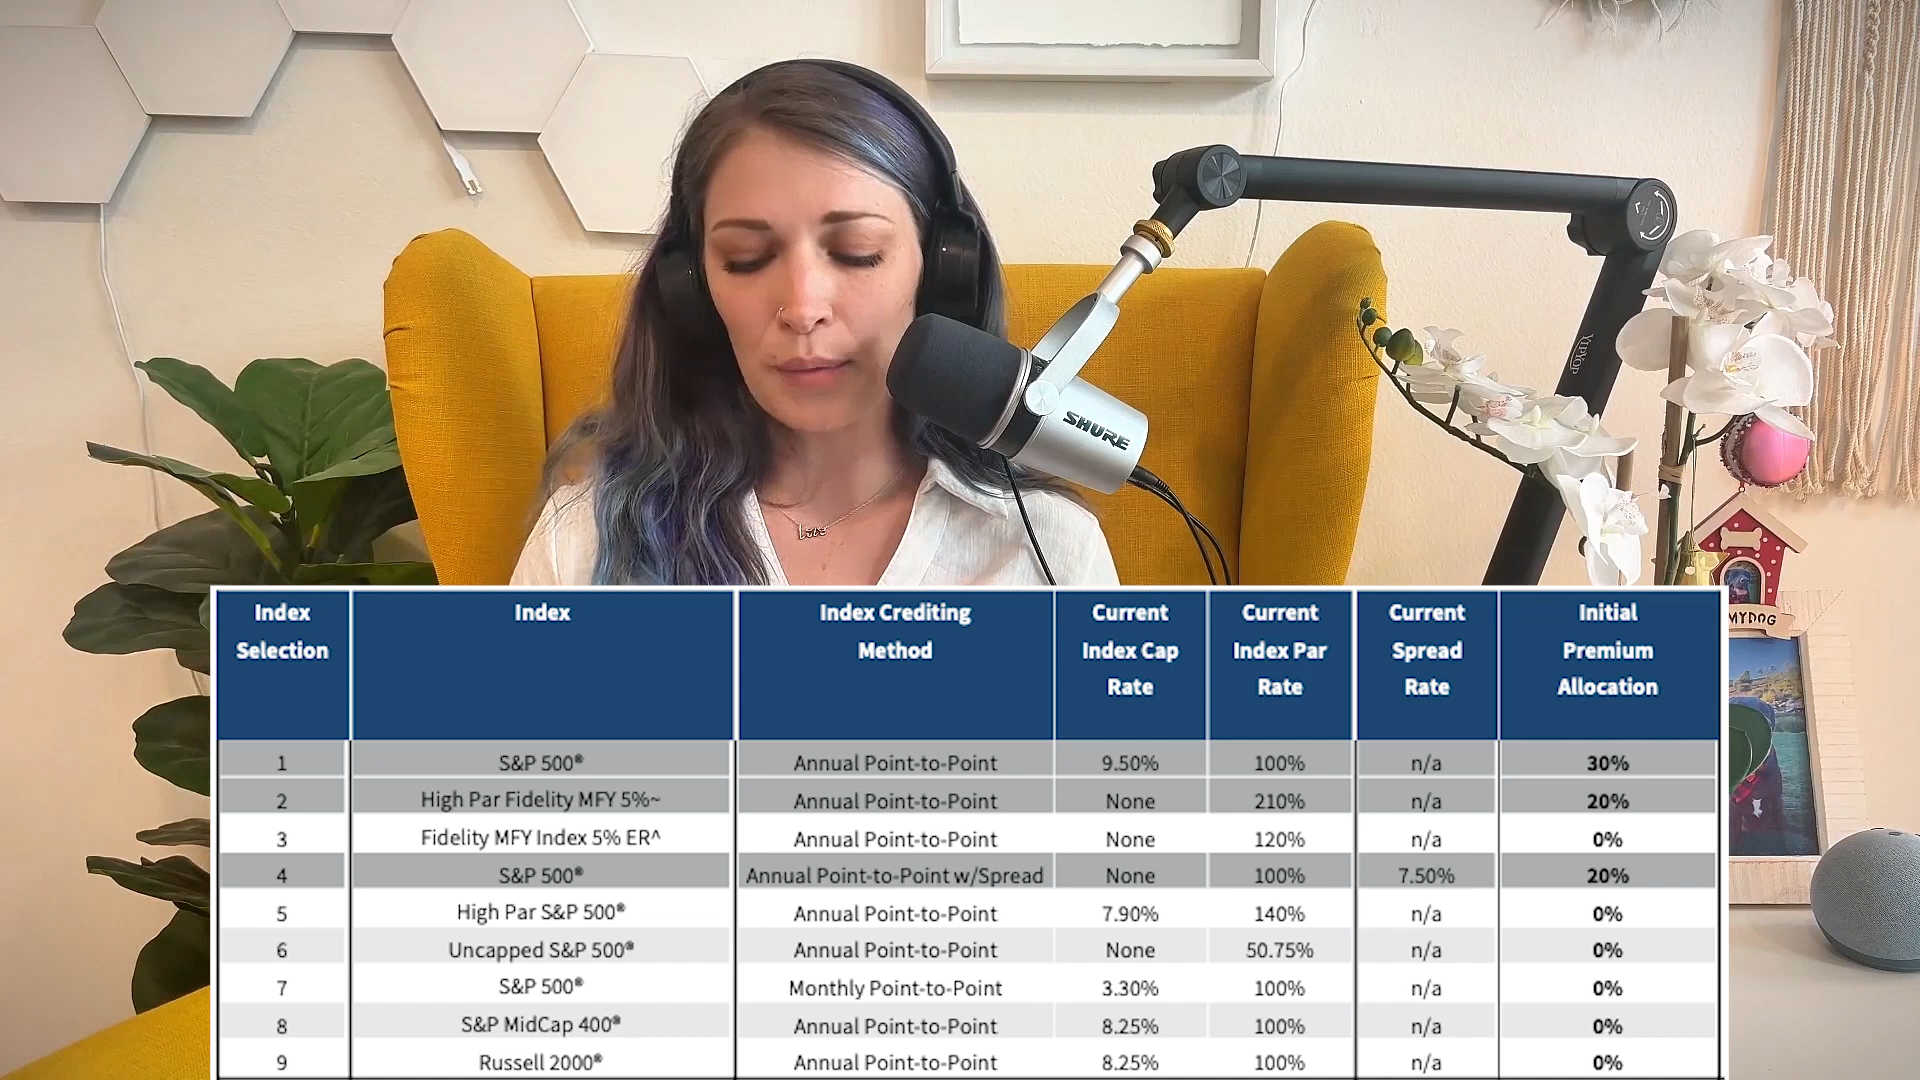 SHURE
YIPYOP
love
MYDOG
Index Selection | Index | Index Crediting Method | Current Index Cap Rate | Current Index Par Rate | Current Spread Rate | Initial Premium Allocation
1 | S&P 500® | Annual Point-to-Point | 9.50% | 100% | n/a | 30%
2 | High Par Fidelity MFY 5%~ | Annual Point-to-Point | None | 210% | n/a | 20%
3 | Fidelity MFY Index 5% ER^ | Annual Point-to-Point | None | 120% | n/a | 0%
4 | S&P 500® | Annual Point-to-Point w/Spread | None | 100% | 7.50% | 20%
5 | High Par S&P 500® | Annual Point-to-Point | 7.90% | 140% | n/a | 0%
6 | Uncapped S&P 500® | Annual Point-to-Point | None | 50.75% | n/a | 0%
7 | S&P 500® | Monthly Point-to-Point | 3.30% | 100% | n/a | 0%
8 | S&P MidCap 400® | Annual Point-to-Point | 8.25% | 100% | n/a | 0%
9 | Russell 2000® | Annual Point-to-Point | 8.25% | 100% | n/a | 0%